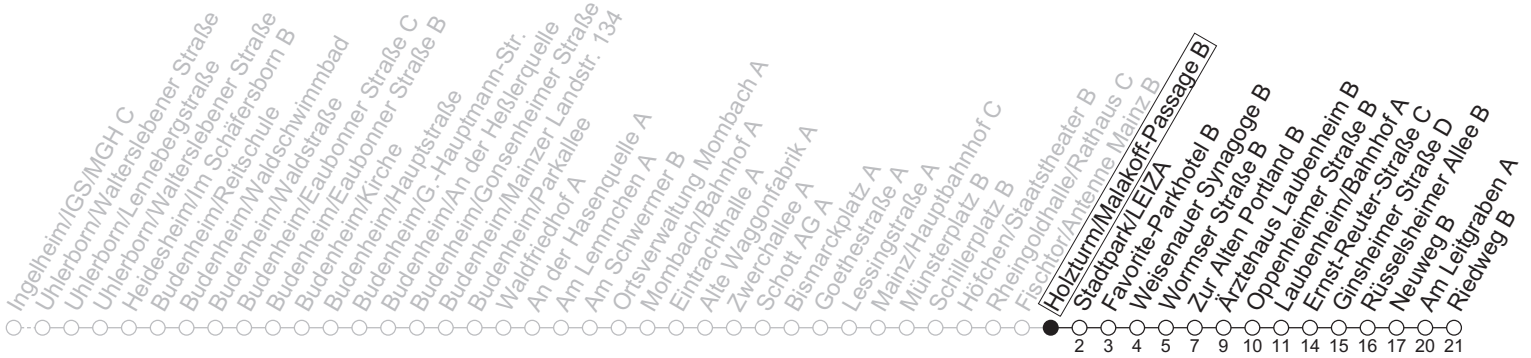 Ingelheim/IGS/MGH C
Uhlerborn/Walterslebener Straße
Uhlerborn/Lennebergstraße
Uhlerborn/Walterslebener Straße
Heidesheim/Im Schäfersborn B
Budenheim/Reitschule
Budenheim/Waldschwimmbad
Budenheim/Waldstraße
Budenheim/Eaubonner Straße C
Budenheim/Eaubonner Straße B
Budenheim/Kirche
Budenheim/Hauptstraße
Budenheim/G.-Hauptmann-Str.
Budenheim/An der Heßlerquelle
Budenheim/Gonsenheimer Straße
Budenheim/Mainzer Landstr. 134
Budenheim/Parkallee
Waldfriedhof A
An der Hasenquelle A
Am Lemmchen A
Am Schwermer B
Ortsverwaltung Mombach A
Mombach/Bahnhof A
Eintrachthalle A
Alte Waggonfabrik A
Zwerchallee A
Schott AG A
Bismarckplatz A
Goethestraße A
Lessingstraße A
Mainz/Hauptbahnhof C
Münsterplatz B
Schillerplatz B
Höfchen/Staatstheater B
Rheingoldhalle/Rathaus C
Fischtor/Antenne Mainz B
Holzturm/Malakoff-Passage B
Stadtpark/LEIZA
Favorite-Parkhotel B
Weisenauer Synagoge B
Wormser Straße B
Zur Alten Portland B
Ärztehaus Laubenheim B
Oppenheimer Straße B
Laubenheim/Bahnhof A
Ernst-Reuter-Straße C
Ginsheimer Straße D
Rüsselsheimer Allee B
Neuweg B
Am Leitgraben A
Riedweg B
2 3 4 5 7 9 10 11 14 15 16 17 20 21